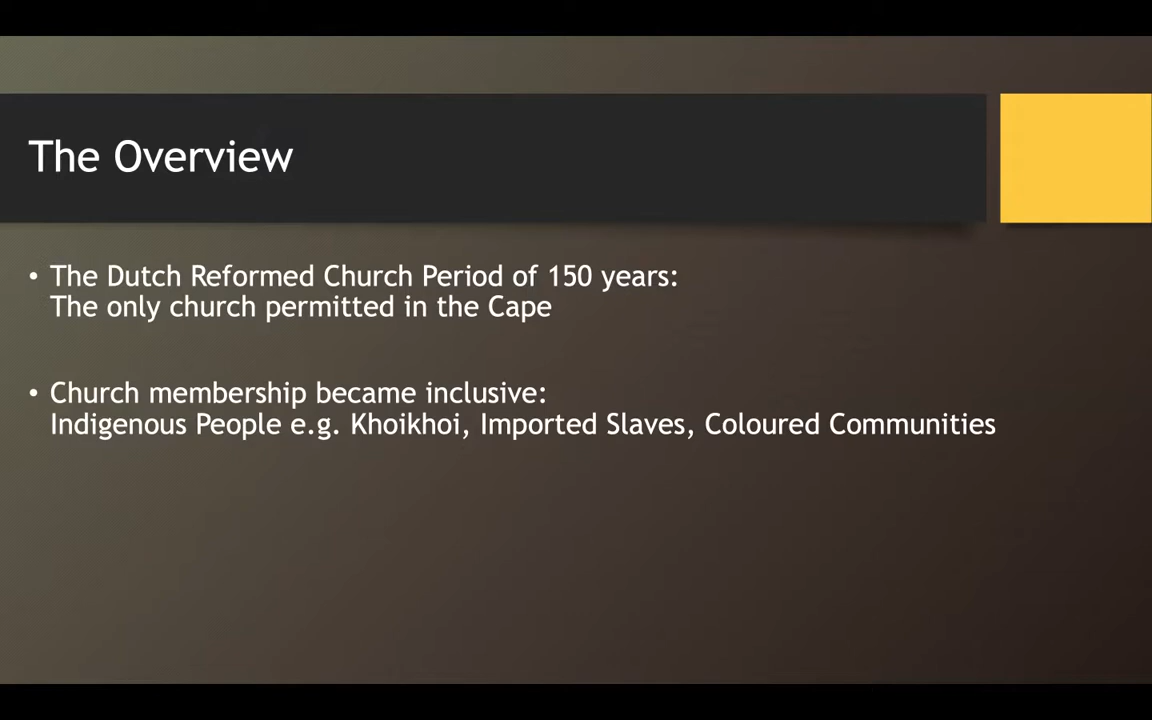 The Overview
• The Dutch Reformed Church Period of 150 years:
The only church permitted in the Cape
• Church membership became inclusive:
Indigenous People e.g. Khoikhoi, Imported Slaves, Coloured Communities